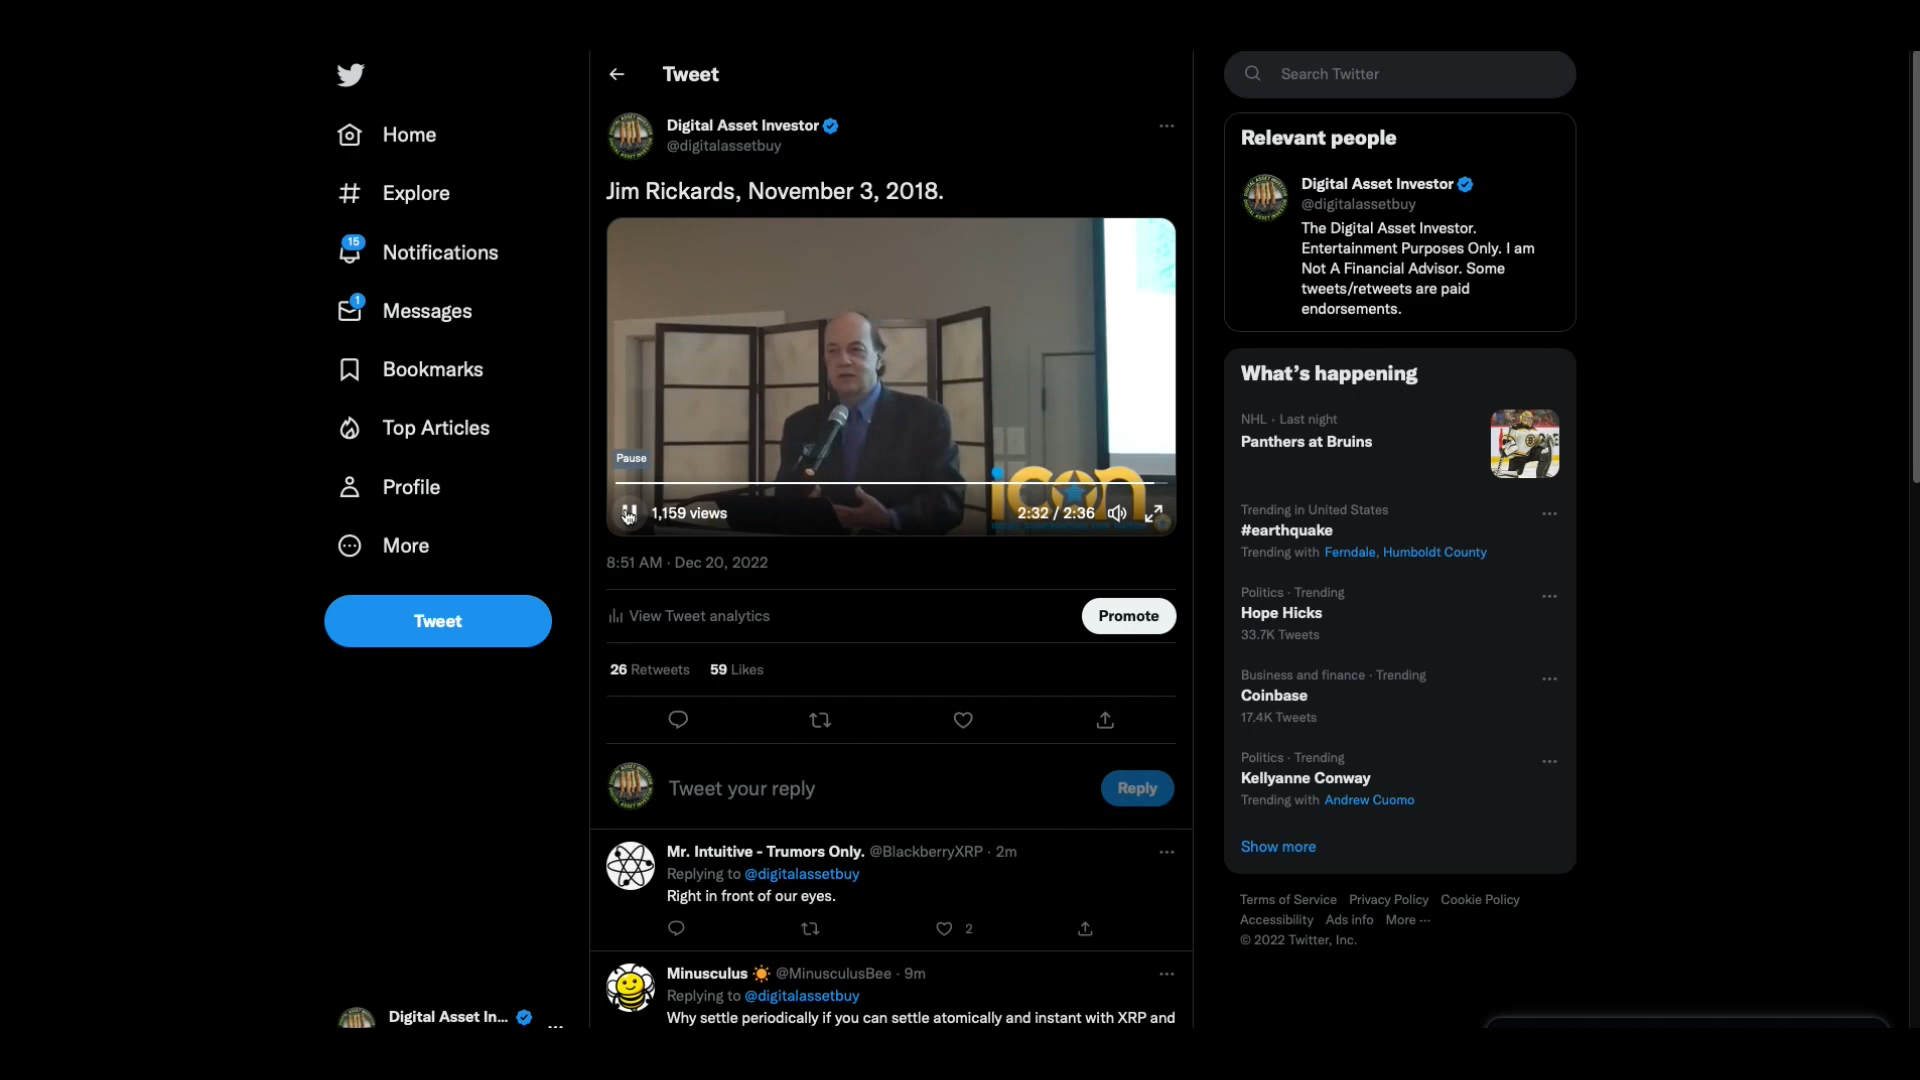 Home
Explore
15
Notifications
1
Messages
Bookmarks
Top Articles
Profile
More
Tweet
Digital Asset In...
Tweet
Digital Asset Investor
@digitalassetbuy
Jim Rickards, November 3, 2018.
Pause
icon
1,159 views
2:32 / 2:36
8:51 AM · Dec 20, 2022
View Tweet analytics
Promote
26 Retweets 59 Likes
Tweet your reply
Reply
Mr. Intuitive - Trumors Only. @BlackberryXRP · 2m
Replying to @digitalassetbuy
Right in front of our eyes.
2
Minusculus @MinusculusBee · 9m
Replying to @digitalassetbuy
Why settle periodically if you can settle atomically and instant with XRP and
Search Twitter
Relevant people
Digital Asset Investor
@digitalassetbuy
The Digital Asset Investor.
Entertainment Purposes Only. I am
Not A Financial Advisor. Some
tweets/retweets are paid
endorsements.
What's happening
NHL · Last night
Panthers at Bruins
Trending in United States
#earthquake
Trending with Ferndale, Humboldt County
Politics · Trending
Hope Hicks
33.7K Tweets
Business and finance · Trending
Coinbase
17.4K Tweets
Politics · Trending
Kellyanne Conway
Trending with Andrew Cuomo
Show more
Terms of Service Privacy Policy Cookie Policy
Accessibility Ads info More ...
© 2022 Twitter, Inc.